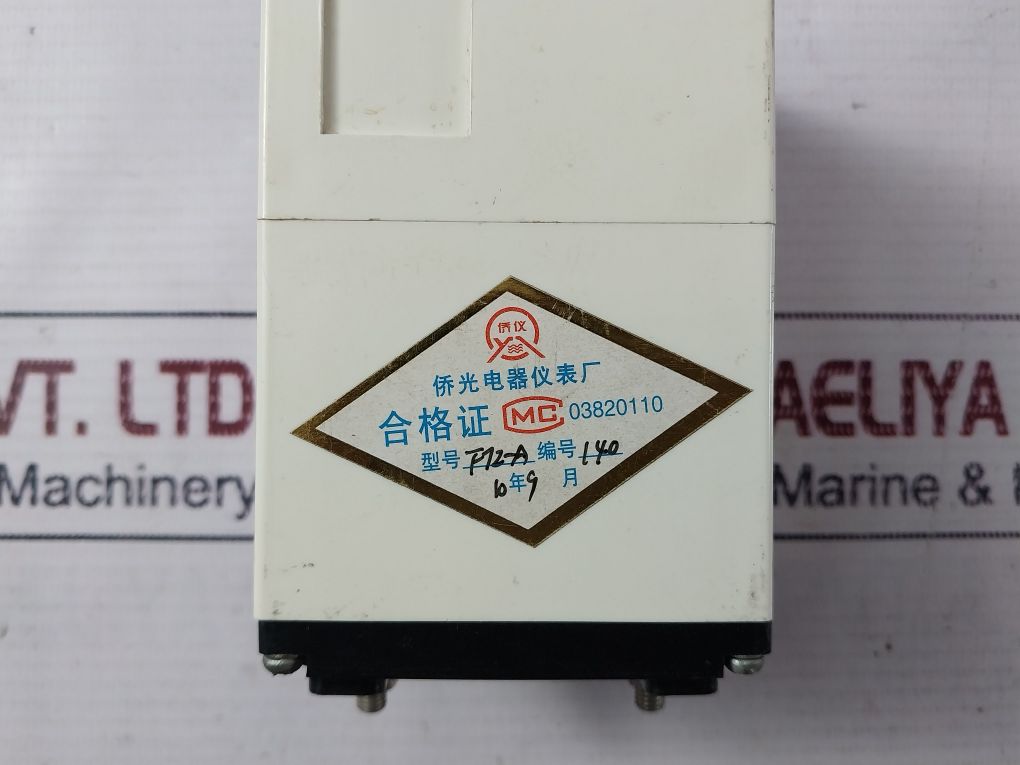 侨仪
侨光电器仪表厂
合格证 MC 03820110
型号 F72-A 编号 140
10年9月
VT. LTD
AELIYA
Machinery
Marine &